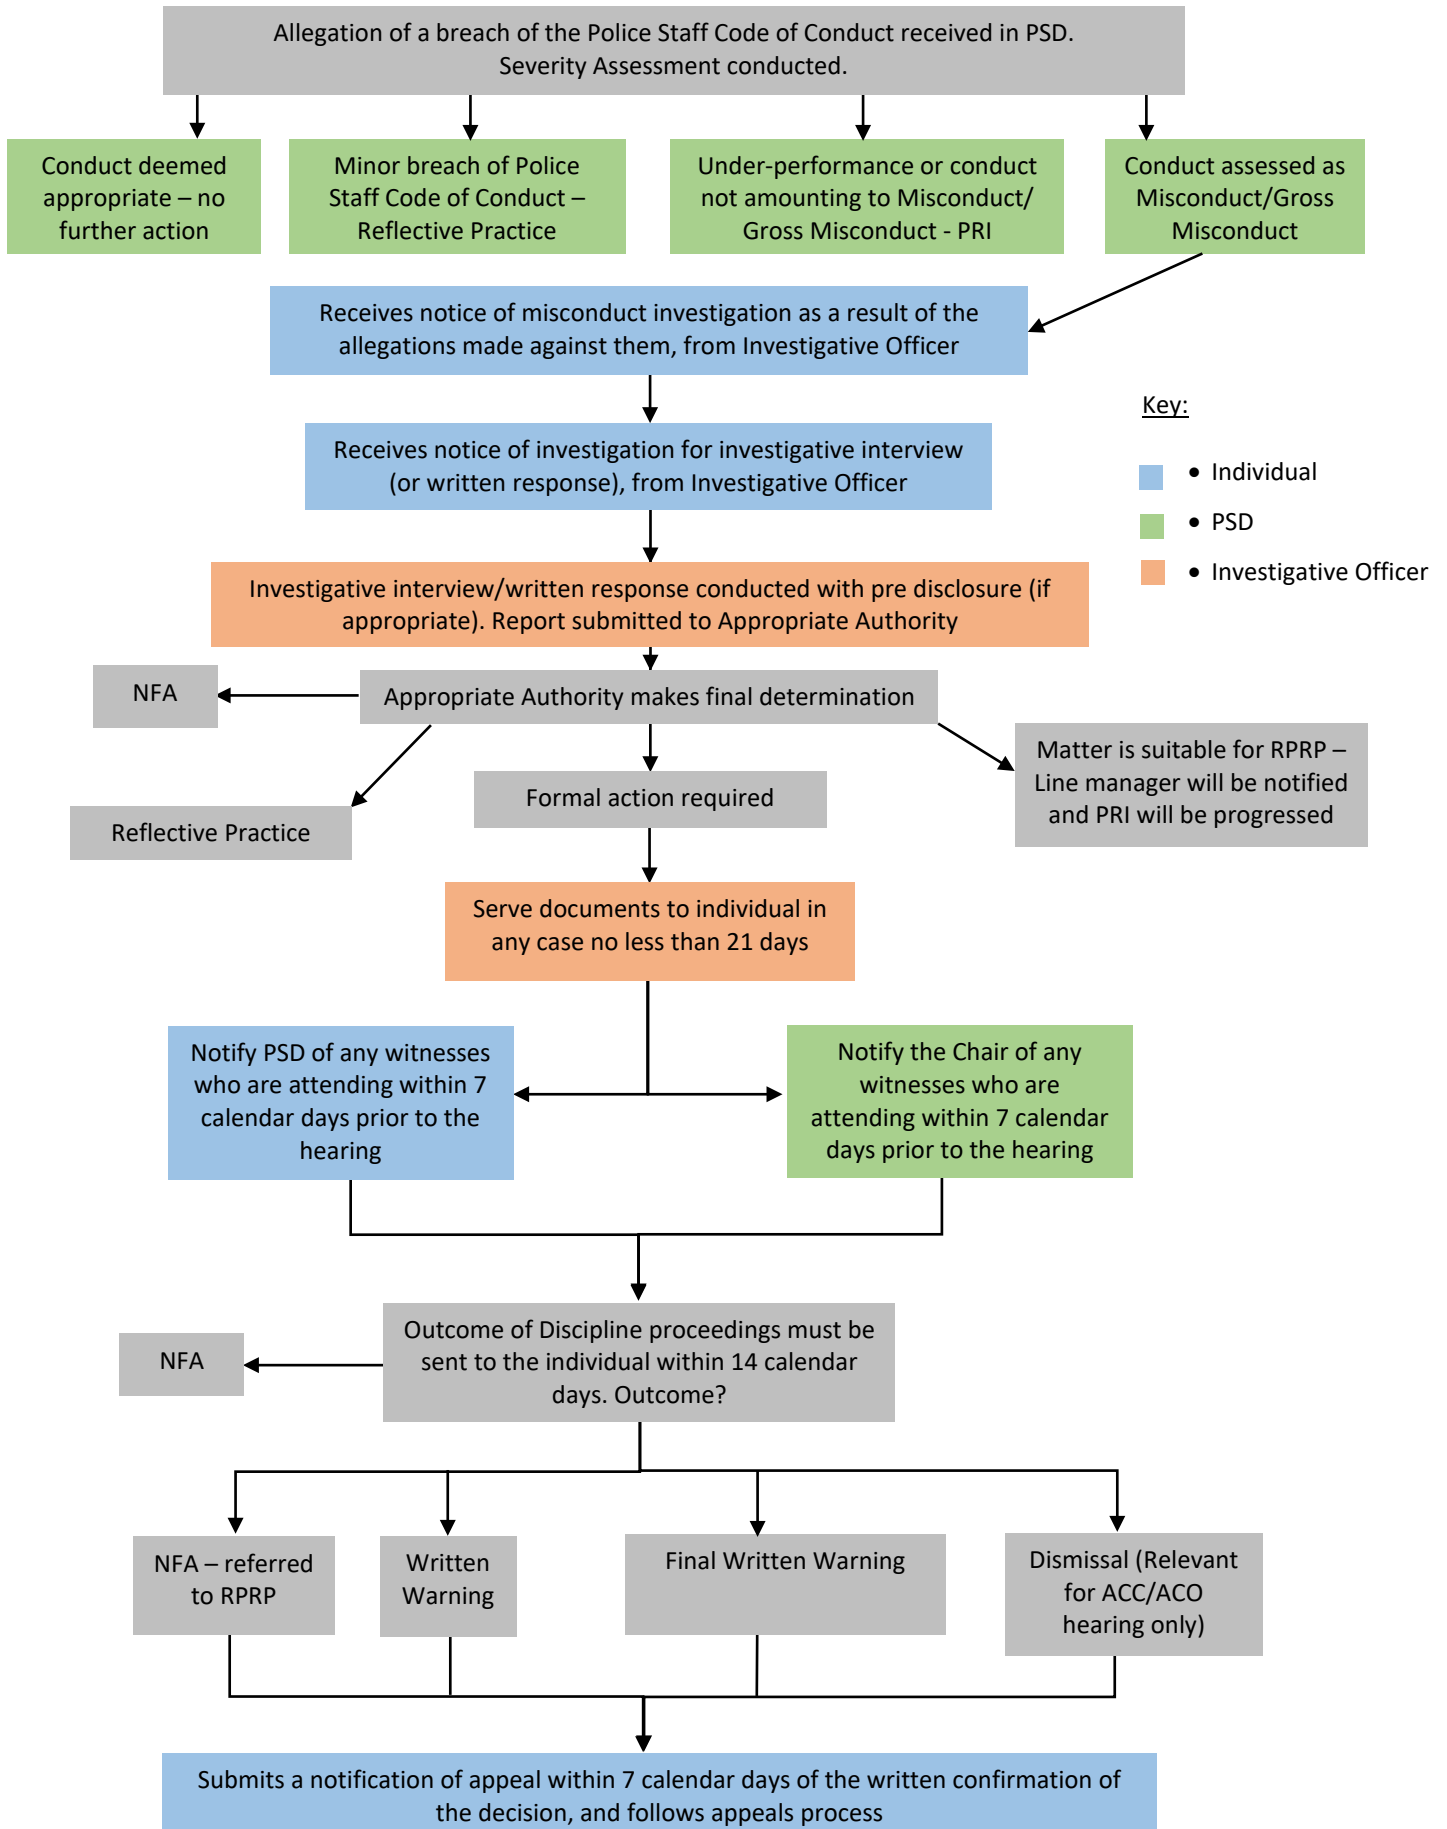 Allegation of a breach of the Police Staff Code of Conduct received in PSD.
Severity Assessment conducted.
Conduct deemed
appropriate – no
further action
Minor breach of Police
Staff Code of Conduct –
Reflective Practice
Under-performance or conduct
not amounting to Misconduct/
Gross Misconduct - PRI
Conduct assessed as
Misconduct/Gross
Misconduct
Receives notice of misconduct investigation as a result of the
allegations made against them, from Investigative Officer
Receives notice of investigation for investigative interview
(or written response), from Investigative Officer
Key:
• Individual
• PSD
• Investigative Officer
Investigative interview/written response conducted with pre disclosure (if
appropriate). Report submitted to Appropriate Authority
NFA
Appropriate Authority makes final determination
Matter is suitable for RPRP –
Line manager will be notified
and PRI will be progressed
Formal action required
Reflective Practice
Serve documents to individual in
any case no less than 21 days
Notify PSD of any witnesses
who are attending within 7
calendar days prior to the
hearing
Notify the Chair of any
witnesses who are
attending within 7 calendar
days prior to the hearing
Outcome of Discipline proceedings must be
sent to the individual within 14 calendar
days. Outcome?
NFA
NFA – referred
to RPRP
Written
Warning
Final Written Warning
Dismissal (Relevant
for ACC/ACO
hearing only)
Submits a notification of appeal within 7 calendar days of the written confirmation of
the decision, and follows appeals process